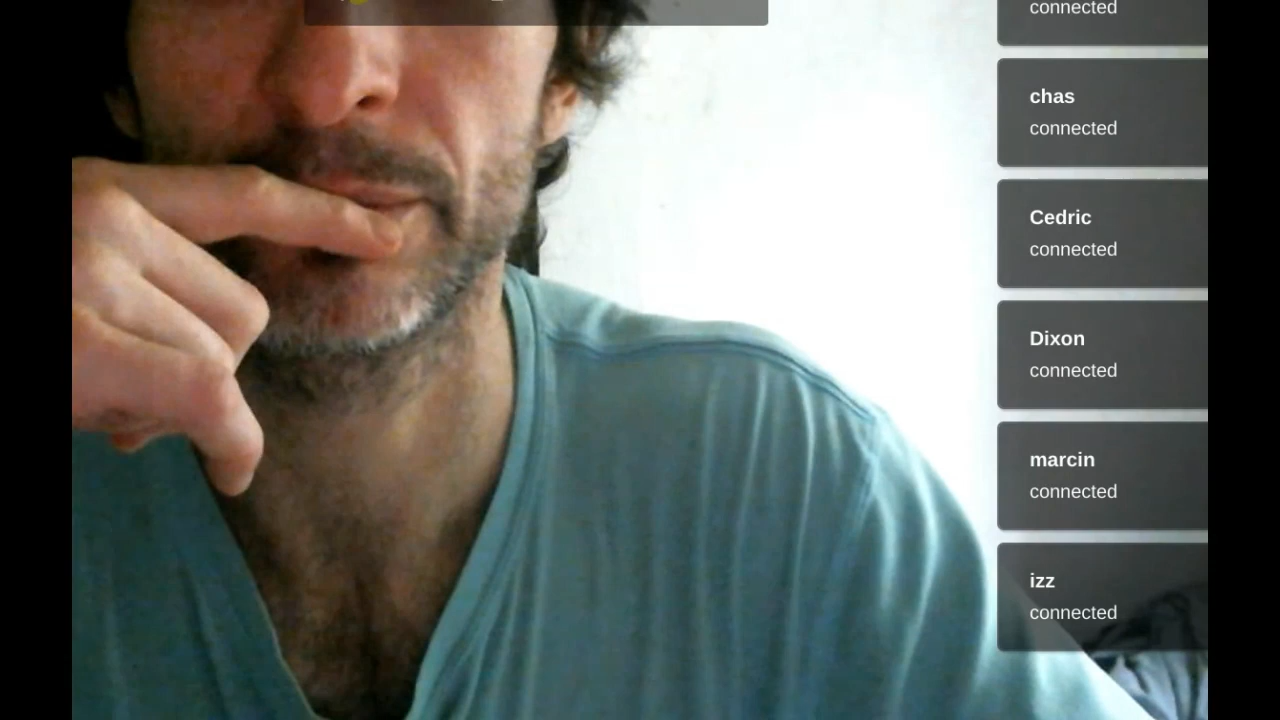 connected
chas
connected
Cedric
connected
Dixon
connected
marcin
connected
izz
connected